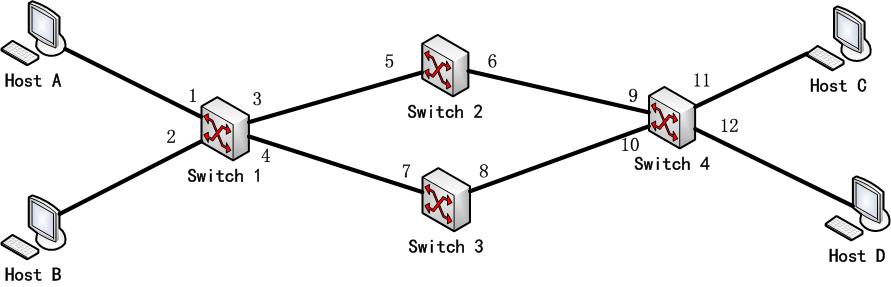 Host A
Host B
1
2
Switch 1
3
4
5
6
Switch 2
7
8
Switch 3
9
10
Switch 4
11
12
Host C
Host D